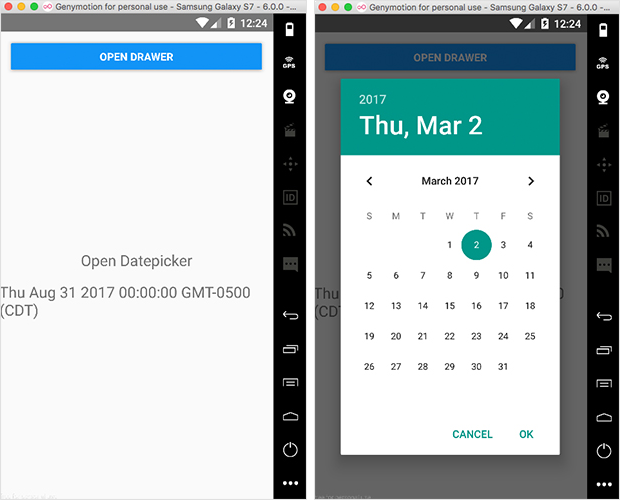 Genymotion for personal use - Samsung Galaxy S7 - 6.0.0 -...
12:24
OPEN DRAWER
GPS
ID
Open Datepicker
Thu Aug 31 2017 00:00:00 GMT-0500
(CDT)
Genymotion for personal use - Samsung Galaxy S7 - 6.0.0 -...
12:24
OPEN DRAWER
GPS
ID
2017
Thu, Mar 2
March 2017
S M T W T F S
1 2 3 4
5 6 7 8 9 10 11
12 13 14 15 16 17 18
19 20 21 22 23 24 25
26 27 28 29 30 31
Thu
0
(CDT)
CANCEL OK